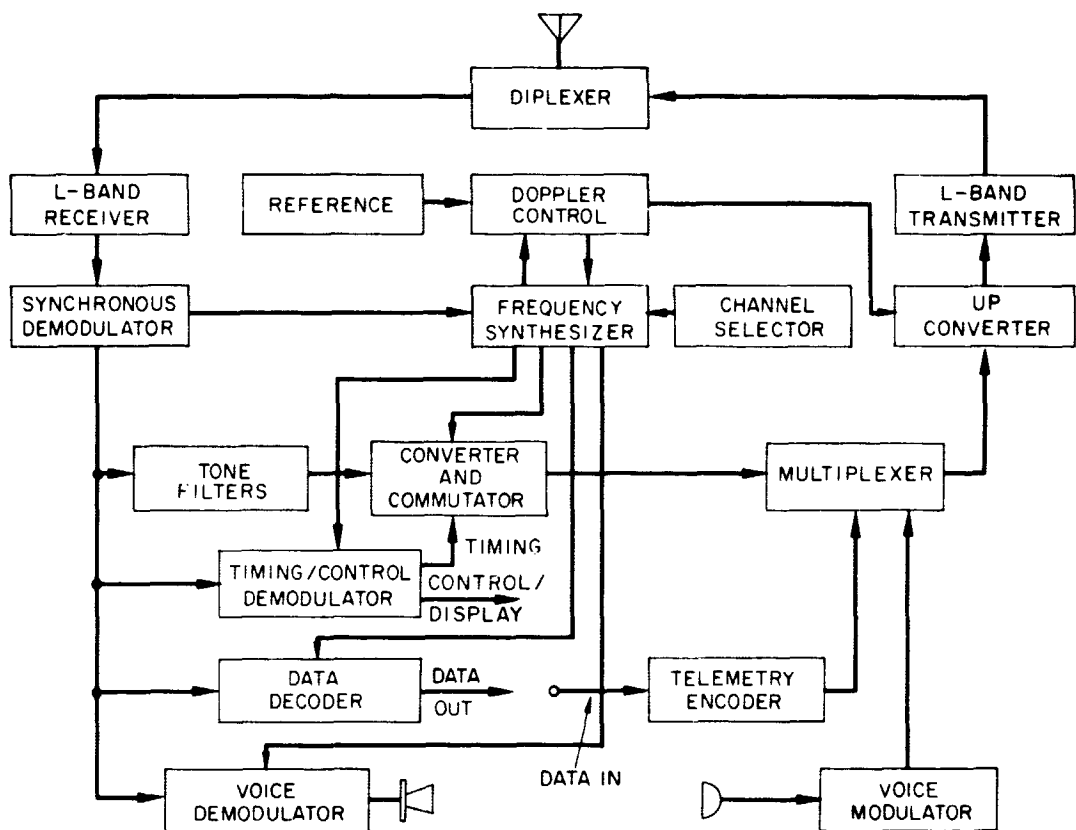 DIPLEXER
L-BAND
RECEIVER
REFERENCE
DOPPLER
CONTROL
L-BAND
TRANSMITTER
SYNCHRONOUS
DEMODULATOR
FREQUENCY
SYNTHESIZER
CHANNEL
SELECTOR
UP
CONVERTER
TONE
FILTERS
CONVERTER
AND
COMMUTATOR
MULTIPLEXER
TIMING
TIMING/CONTROL
DEMODULATOR
CONTROL/
DISPLAY
DATA
DECODER
DATA
OUT
TELEMETRY
ENCODER
DATA IN
VOICE
DEMODULATOR
VOICE
MODULATOR